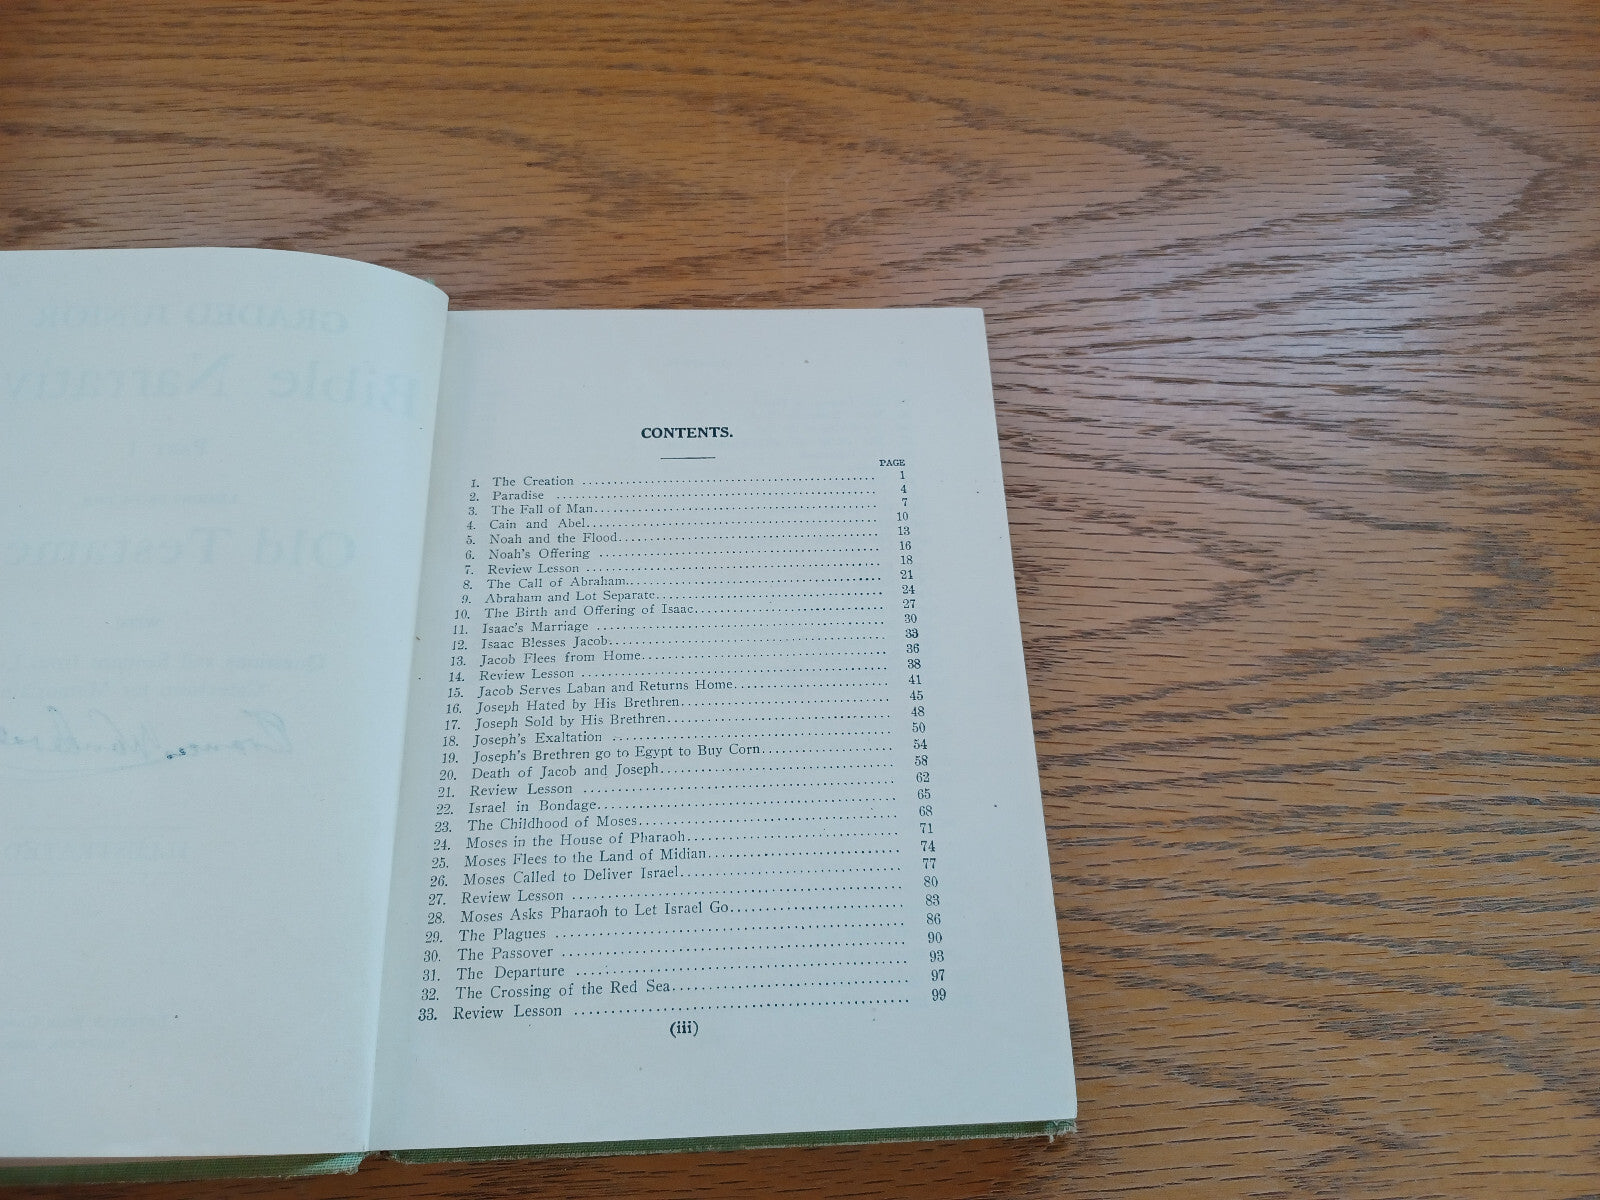 CONTENTS.
PAGE
1. The Creation 1
2. Paradise 4
3. The Fall of Man 7
4. Cain and Abel 10
5. Noah and the Flood 13
6. Noah's Offering 16
7. Review Lesson 18
8. The Call of Abraham 21
9. Abraham and Lot Separate 24
10. The Birth and Offering of Isaac 27
11. Isaac's Marriage 30
12. Isaac Blesses Jacob 33
13. Jacob Flees from Home 36
14. Review Lesson 38
15. Jacob Serves Laban and Returns Home 41
16. Joseph Hated by His Brethren 45
17. Joseph Sold by His Brethren 48
18. Joseph's Exaltation 50
19. Joseph's Brethren go to Egypt to Buy Corn 54
20. Death of Jacob and Joseph 58
21. Review Lesson 62
22. Israel in Bondage 65
23. The Childhood of Moses 68
24. Moses in the House of Pharaoh 71
25. Moses Flees to the Land of Midian 74
26. Moses Called to Deliver Israel 77
27. Review Lesson 80
28. Moses Asks Pharaoh to Let Israel Go 83
29. The Plagues 86
30. The Passover 90
31. The Departure 93
32. The Crossing of the Red Sea 97
33. Review Lesson 99
(iii)